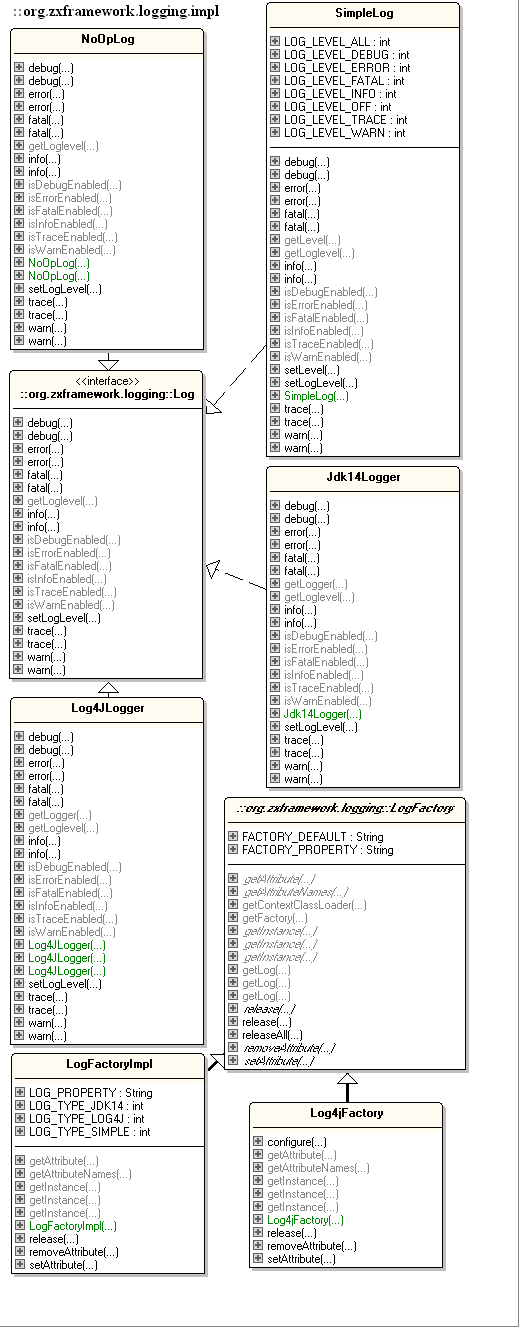 ::org.zxframework.logging.impl
NoOpLog
debug(...)
debug(...)
error(...)
error(...)
fatal(...)
fatal(...)
getLoglevel(...)
info(...)
info(...)
isDebugEnabled(...)
isErrorEnabled(...)
isFatalEnabled(...)
isInfoEnabled(...)
isTraceEnabled(...)
isWarnEnabled(...)
NoOpLog(...)
NoOpLog(...)
setLogLevel(...)
trace(...)
trace(...)
warn(...)
warn(...)
SimpleLog
LOG_LEVEL_ALL : int
LOG_LEVEL_DEBUG : int
LOG_LEVEL_ERROR : int
LOG_LEVEL_FATAL : int
LOG_LEVEL_INFO : int
LOG_LEVEL_OFF : int
LOG_LEVEL_TRACE : int
LOG_LEVEL_WARN : int
debug(...)
debug(...)
error(...)
error(...)
fatal(...)
fatal(...)
getLevel(...)
getLoglevel(...)
info(...)
info(...)
isDebugEnabled(...)
isErrorEnabled(...)
isFatalEnabled(...)
isInfoEnabled(...)
isTraceEnabled(...)
isWarnEnabled(...)
setLevel(...)
setLogLevel(...)
SimpleLog(...)
trace(...)
trace(...)
warn(...)
warn(...)
<<interface>>
::org.zxframework.logging::Log
debug(...)
debug(...)
error(...)
error(...)
fatal(...)
fatal(...)
getLoglevel(...)
info(...)
info(...)
isDebugEnabled(...)
isErrorEnabled(...)
isFatalEnabled(...)
isInfoEnabled(...)
isTraceEnabled(...)
isWarnEnabled(...)
setLogLevel(...)
trace(...)
trace(...)
warn(...)
warn(...)
Jdk14Logger
debug(...)
debug(...)
error(...)
error(...)
fatal(...)
fatal(...)
getLogger(...)
getLoglevel(...)
info(...)
info(...)
isDebugEnabled(...)
isErrorEnabled(...)
isFatalEnabled(...)
isInfoEnabled(...)
isTraceEnabled(...)
isWarnEnabled(...)
Jdk14Logger(...)
setLogLevel(...)
trace(...)
trace(...)
warn(...)
warn(...)
Log4JLogger
debug(...)
debug(...)
error(...)
error(...)
fatal(...)
fatal(...)
getLogger(...)
getLoglevel(...)
info(...)
info(...)
isDebugEnabled(...)
isErrorEnabled(...)
isFatalEnabled(...)
isInfoEnabled(...)
isTraceEnabled(...)
isWarnEnabled(...)
Log4JLogger(...)
Log4JLogger(...)
Log4JLogger(...)
setLogLevel(...)
trace(...)
trace(...)
warn(...)
warn(...)
::org.zxframework.logging::LogFactory
FACTORY_DEFAULT : String
FACTORY_PROPERTY : String
getAttribute(...)
getAttributeNames(...)
getContextClassLoader(...)
getFactory(...)
getInstance(...)
getInstance(...)
getInstance(...)
getLog(...)
getLog(...)
getLog(...)
release(...)
release(...)
releaseAll(...)
removeAttribute(...)
setAttribute(...)
LogFactoryImpl
LOG_PROPERTY : String
LOG_TYPE_JDK14 : int
LOG_TYPE_LOG4J : int
LOG_TYPE_SIMPLE : int
getAttribute(...)
getAttributeNames(...)
getInstance(...)
getInstance(...)
getInstance(...)
LogFactoryImpl(...)
release(...)
removeAttribute(...)
setAttribute(...)
Log4jFactory
configure(...)
getAttribute(...)
getAttributeNames(...)
getInstance(...)
getInstance(...)
getInstance(...)
Log4jFactory(...)
release(...)
removeAttribute(...)
setAttribute(...)